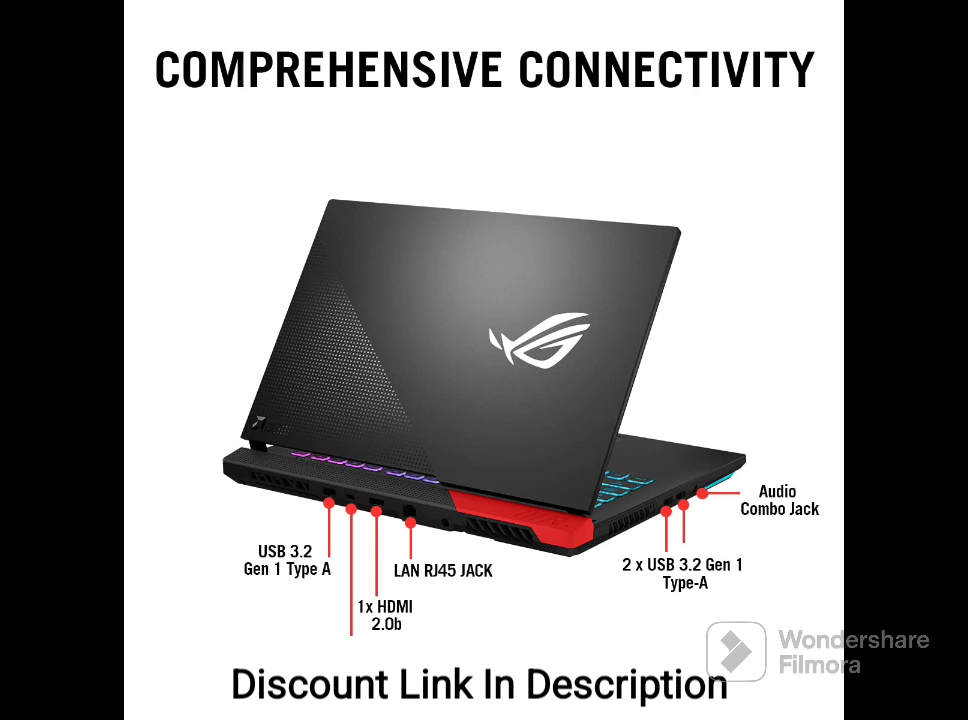 COMPREHENSIVE CONNECTIVITY
Audio
Combo Jack
USB 3.2
Gen 1 Type A
LAN RJ45 JACK
2 x USB 3.2 Gen 1
Type-A
1x HDMI
2.0b
Wondershare
Filmora
Discount Link In Description